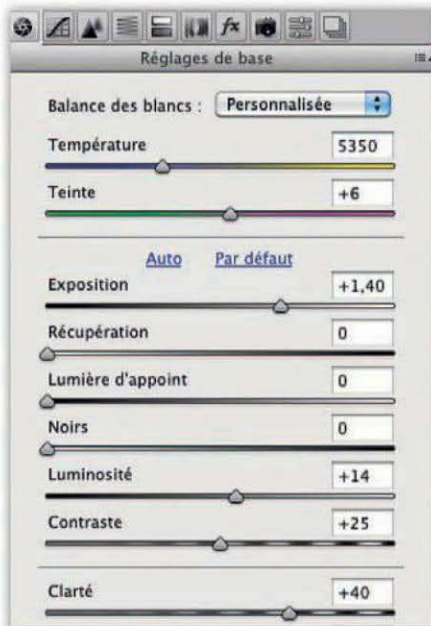 Réglages de base
Balance des blancs : Personnalisée
Température 5350
Teinte +6
Auto Par défaut
Exposition +1,40
Récupération 0
Lumière d'appoint 0
Noirs 0
Luminosité +14
Contraste +25
Clarté +40